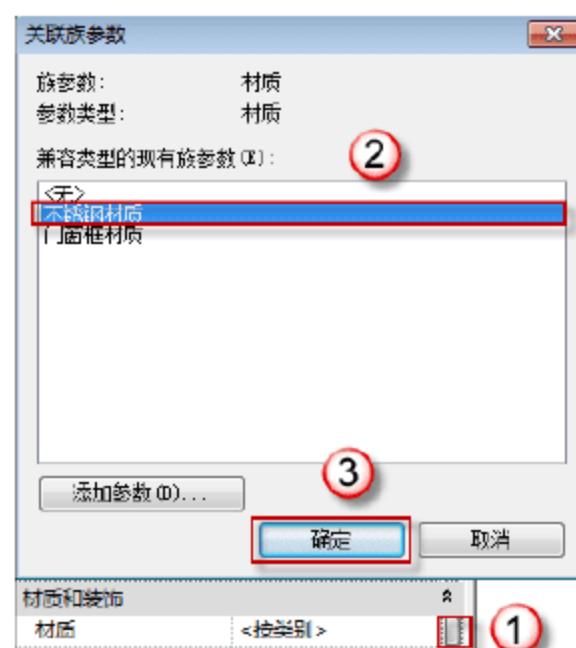 关联族参数
族参数: 材质
参数类型: 材质
兼容类型的现有族参数(E):
②
<无>
不锈钢材质
门窗框材质
③
添加参数(D)...
确定 取消
材质和装饰
材质 <按类别>
①